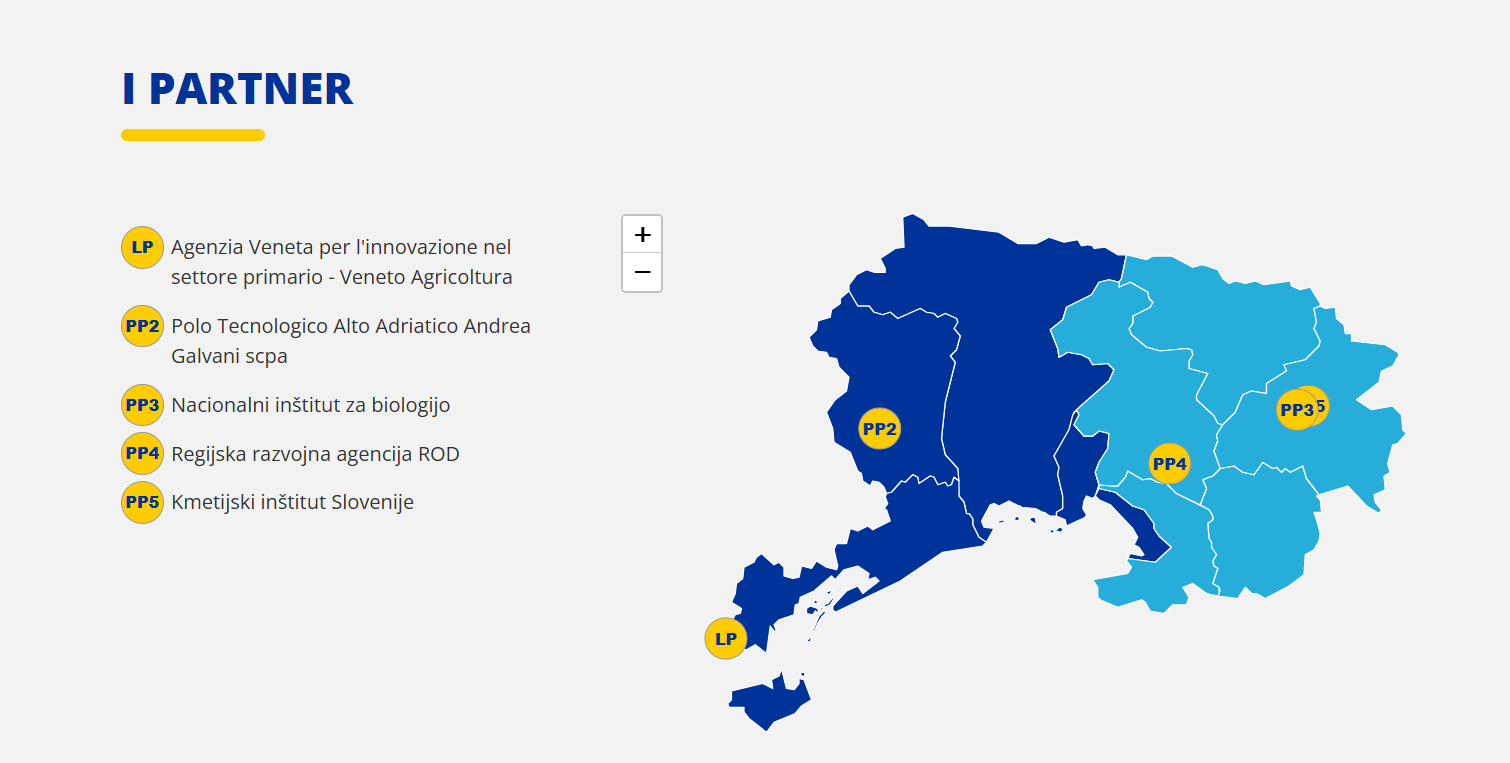 I PARTNER
LP Agenzia Veneta per l'innovazione nel
settore primario - Veneto Agricoltura
PP2 Polo Tecnologico Alto Adriatico Andrea
Galvani scpa
PP3 Nacionalni inštitut za biologijo
PP4 Regijska razvojna agencija ROD
PP5 Kmetijski inštitut Slovenije
+
−
PP3 5
PP2
PP4
LP